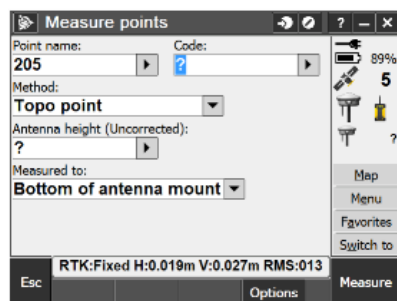 Measure points
? – X
Point name:
Code:
205
?
89%
5
Method:
Topo point
Antenna height (Uncorrected):
?
?
Measured to:
Bottom of antenna mount
Map
Menu
Favorites
Switch to
RTK:Fixed H:0.019m V:0.027m RMS:013
Esc
Options
Measure